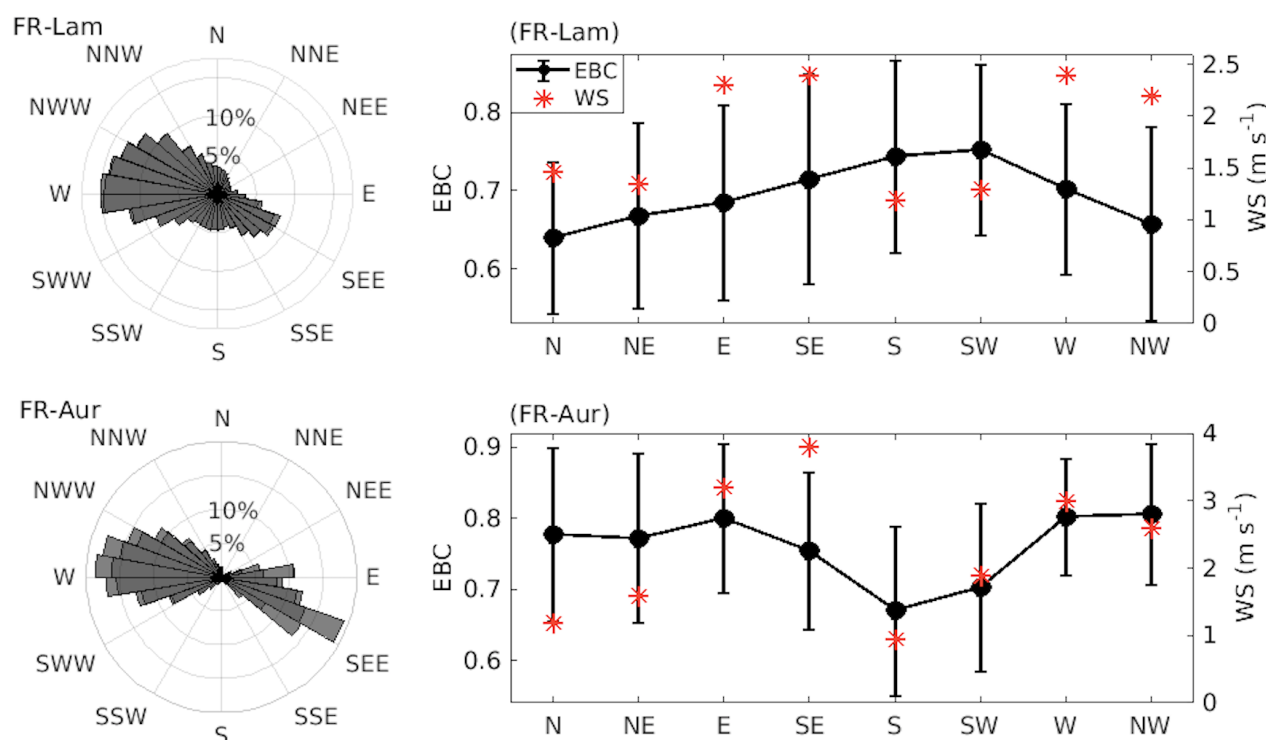 FR-Lam
N
NNW
NNE
NWW
NEE
10%
5%
W
E
SWW
SEE
SSW
SSE
S
(FR-Lam)
EBC
WS
EBC
0.8
0.7
0.6
2.5
2
1.5
1
0.5
0
WS (m s-1)
N NE E SE S SW W NW
FR-Aur
N
NNW
NNE
NWW
NEE
10%
5%
W
E
SWW
SEE
SSW
SSE
S
(FR-Aur)
EBC
0.9
0.8
0.7
0.6
4
3
2
1
0
WS (m s-1)
N NE E SE S SW W NW